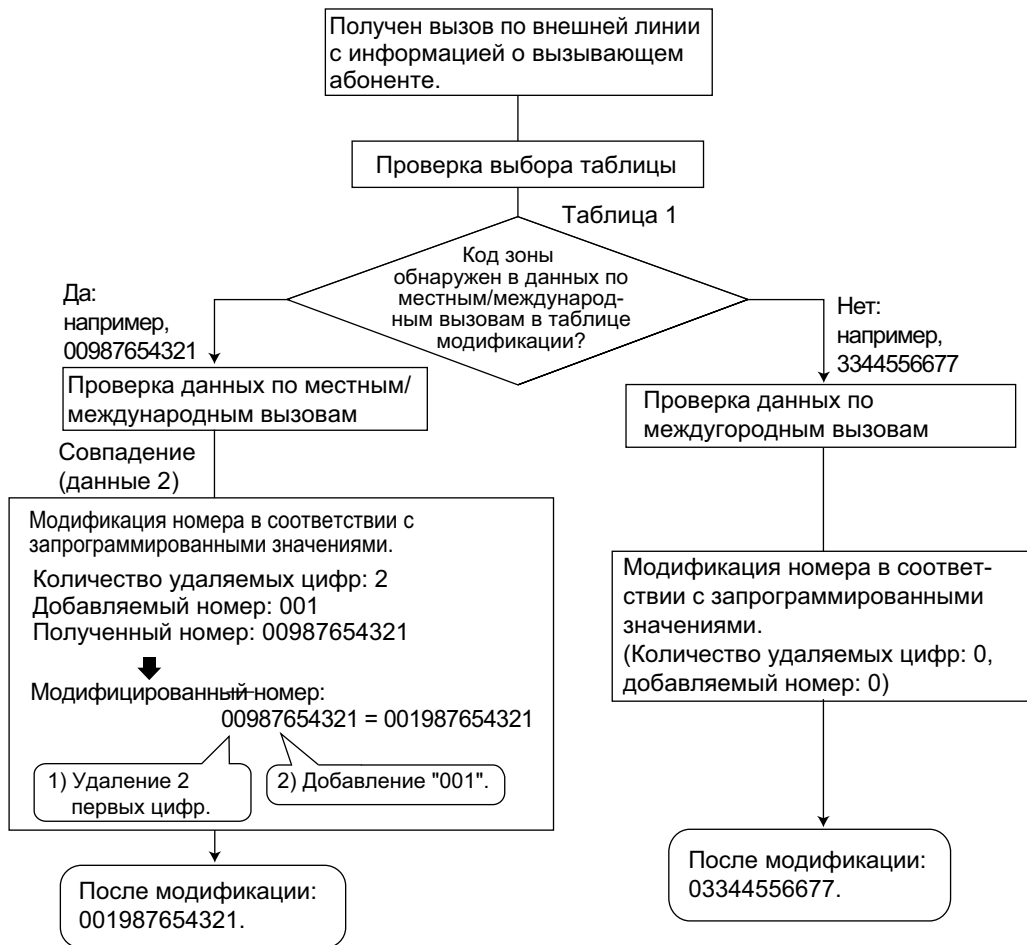 Получен вызов по внешней линии
с информацией о вызывающем
абоненте.
Проверка выбора таблицы
Таблица 1
Код зоны
обнаружен в данных по
местным/международ-
ным вызовам в таблице
модификации?
Да:
например,
00987654321
Нет:
например,
3344556677
Проверка данных по местным/
международным вызовам
Проверка данных по
междугородным вызовам
Совпадение
(данные 2)
Модификация номера в соответствии с
запрограммированными значениями.
Количество удаляемых цифр: 2
Добавляемый номер: 001
Полученный номер: 00987654321
Модифицированный номер:
00987654321 = 001987654321
1) Удаление 2
первых цифр.
2) Добавление "001".
Модификация номера в соответ-
ствии с запрограммированными
значениями.
(Количество удаляемых цифр: 0,
добавляемый номер: 0)
После модификации:
001987654321.
После модификации:
03344556677.